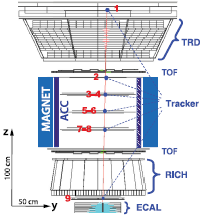 1
TRD
TOF
2
MAGNET
ACC
3-4
Tracker
5-6
7-8
z
100 cm
TOF
RICH
50 cm
y
9
ECAL